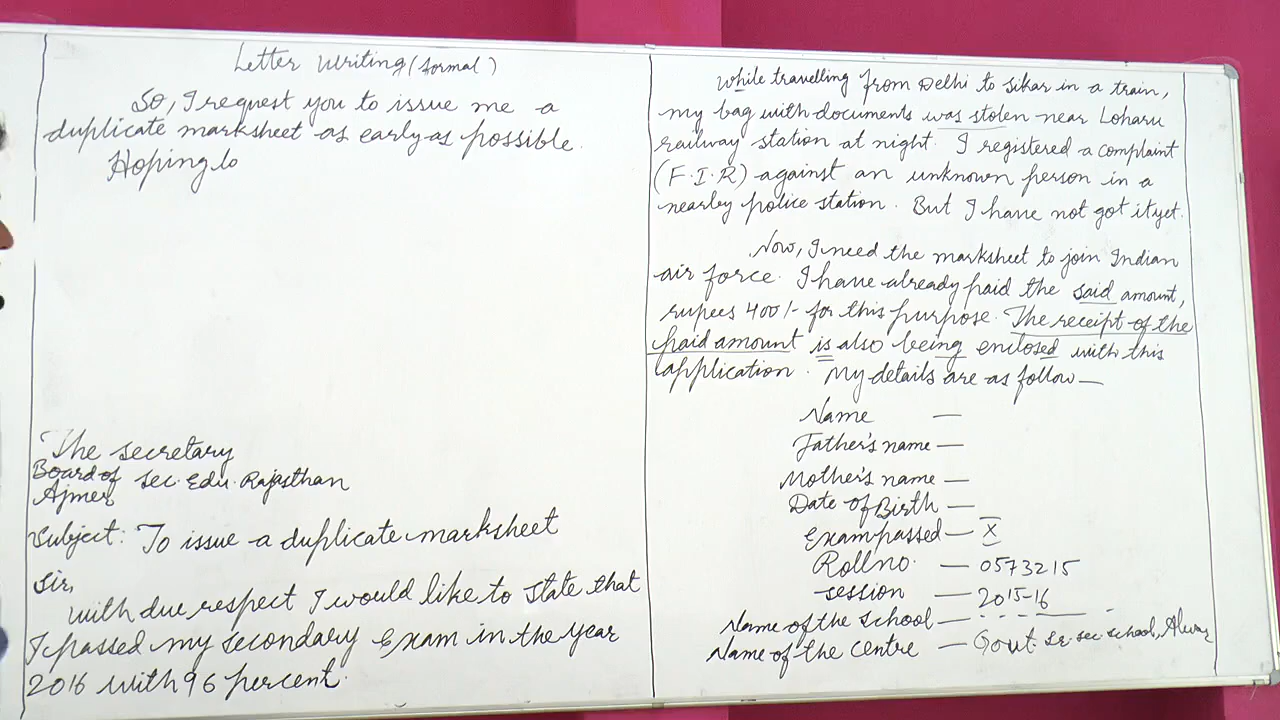 Letter Writing (formal)
So, I request you to issue me a
duplicate marksheet as early as possible.
Hoping lo
The secretary
Board of Sec. Edu. Rajasthan
Ajmer
Subject: To issue a duplicate marksheet
Sir,
With due respect I would like to state that
I passed my secondary exam in the year
2016 with 96 percent.
While travelling from Delhi to Sikar in a train,
my bag with documents was stolen near Loharu
railway station at night. I registered a complaint
(F.I.R) against an unknown person in a
nearley police station. But I have not got it yet.
Now, I need the marksheet to join Indian
air force. I have already paid the said amount,
rupees 400/- for this purpose. The receipt of the
paid amount is also being enclosed with this
application. My details are as follow—
Name —
Father's name —
Mother's name —
Date of Birth —
Exam passed — X
Roll no. — 0573215
session — 2015-16
Name of the school —
Name of the centre — Govt. Sr. sec school, Alwar